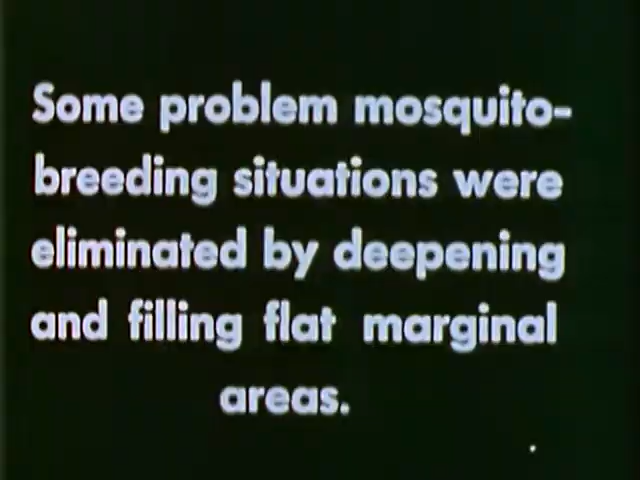 Some problem mosquito-
breeding situations were
eliminated by deepening
and filling flat marginal
areas.